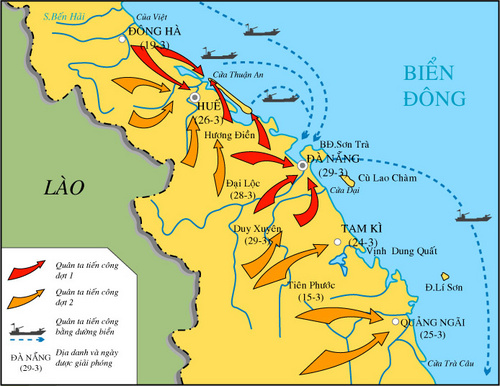 S.Bến Hải
Cửa Việt
ĐÔNG HÀ
(19-3)
Cửa Thuận An
HUẾ
(26-3)
Hương Điền
BIỂN
ĐÔNG
BĐ.Sơn Trà
ĐÀ NẴNG
(29-3)
Cù Lao Chàm
Cửa Đại
LÀO
Đại Lộc
(28-3)
Duy Xuyên
(29-3)
TAM KÌ
(24-3)
Vịnh Dung Quất
Tiên Phước
(15-3)
Đ.Lí Sơn
QUẢNG NGÃI
(25-3)
Cửa Trà Câu
Quân ta tiến công
đợt 1
Quân ta tiến công
đợt 2
Quân ta tiến công
bằng đường biển
ĐÀ NẴNG
(29-3)
Địa danh và ngày
được giải phóng